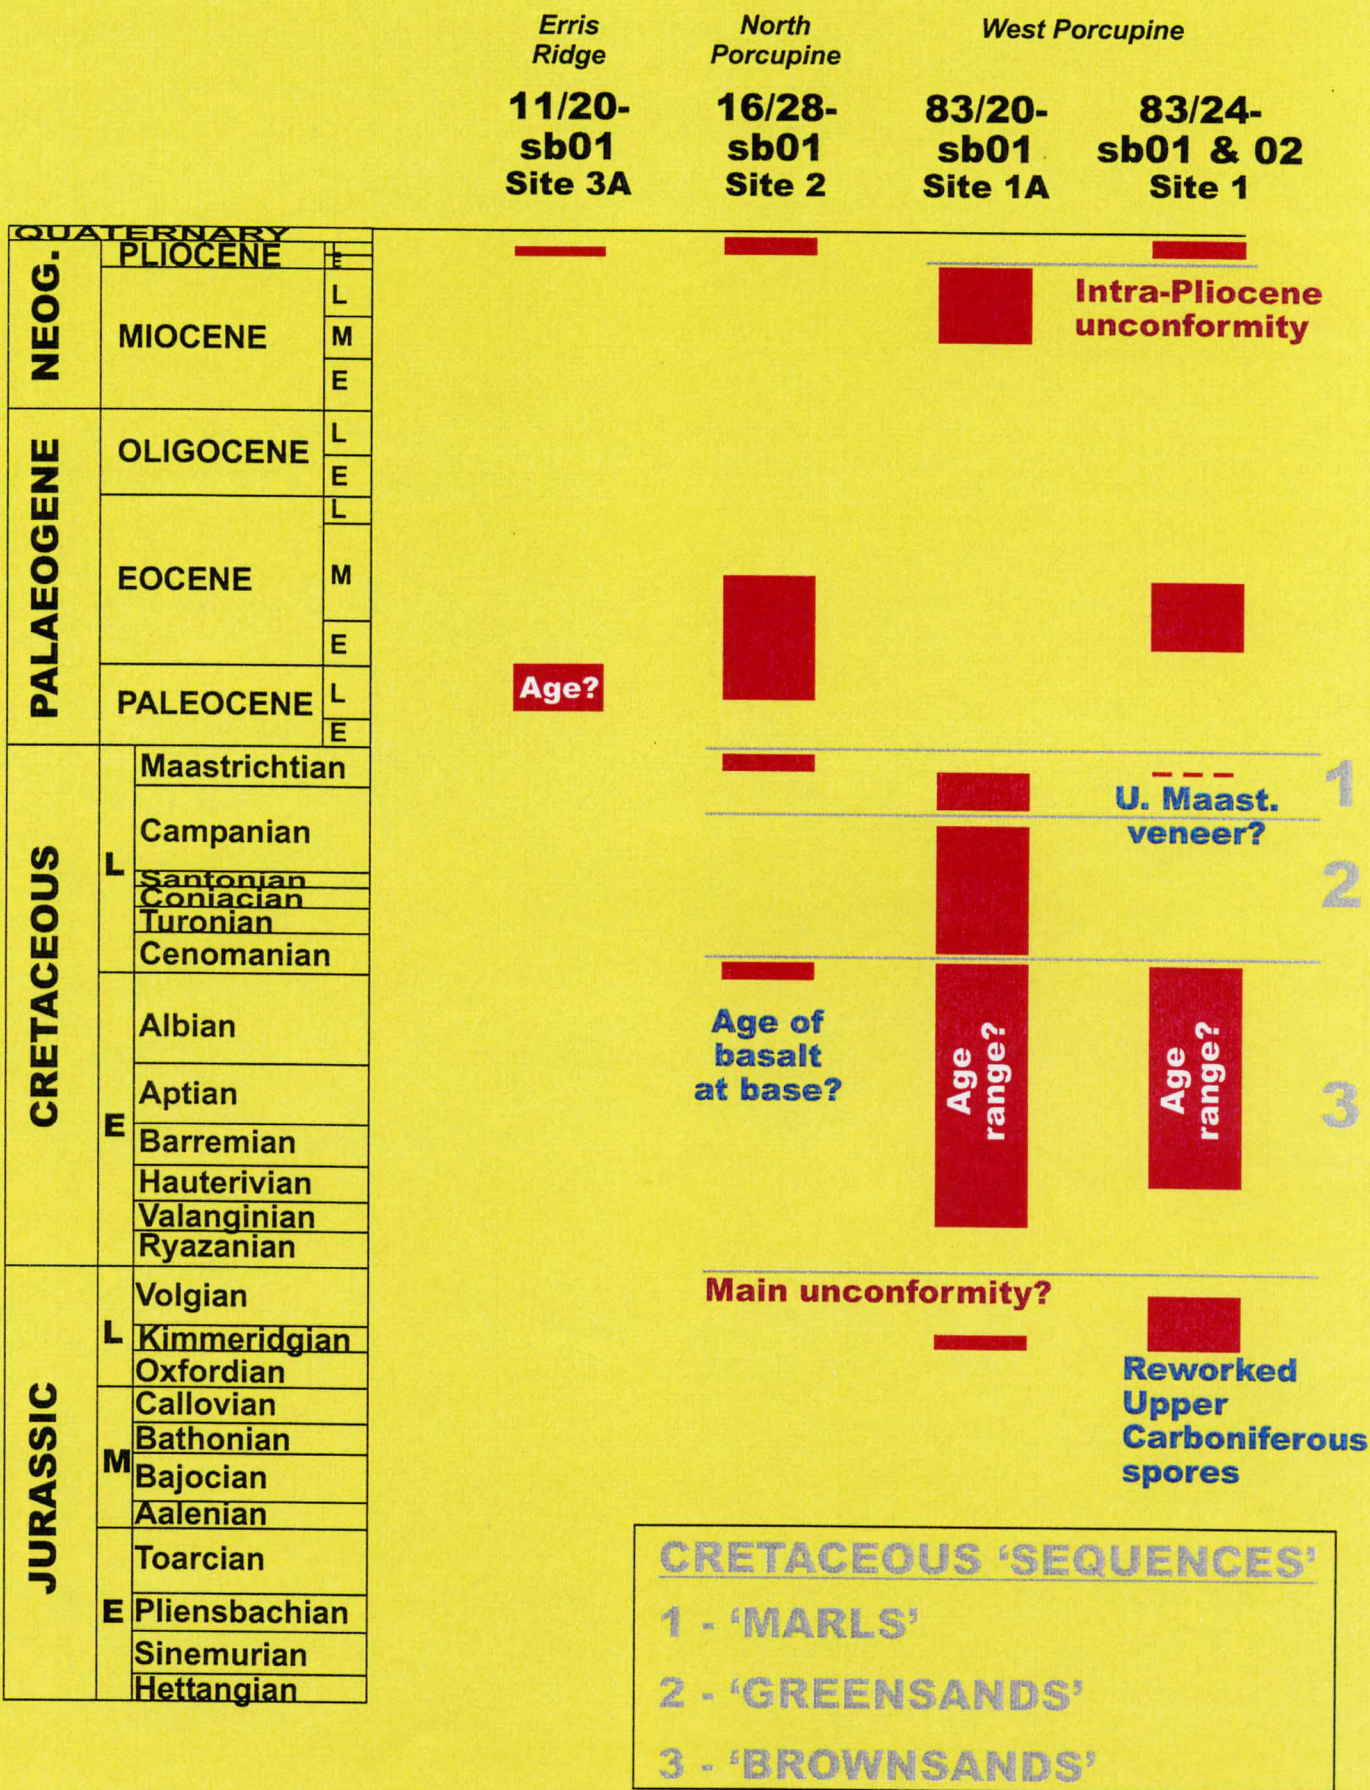 Erris
Ridge
North
Porcupine
West Porcupine
11/20-
sb01
Site 3A
16/28-
sb01
Site 2
83/20-
sb01
Site 1A
83/24-
sb01 & 02
Site 1
QUATERNARY
NEOG.
PLIOCENE
L
E
MIOCENE
L
M
E
PALAEOGENE
OLIGOCENE
L
E
EOCENE
L
M
E
PALEOCENE
L
E
CRETACEOUS
L
Maastrichtian
Campanian
Santonian
Coniacian
Turonian
Cenomanian
E
Albian
Aptian
Barremian
Hauterivian
Valanginian
Ryazanian
JURASSIC
L
Volgian
Kimmeridgian
Oxfordian
M
Callovian
Bathonian
Bajocian
Aalenian
E
Toarcian
Pliensbachian
Sinemurian
Hettangian
Intra-Pliocene
unconformity
Age?
U. Maast.
veneer?
1
2
3
Age of
basalt
at base?
Age
range?
Age
range?
Main unconformity?
Reworked
Upper
Carboniferous
spores
CRETACEOUS ‘SEQUENCES’
1 - ‘MARLS’
2 - ‘GREENSANDS’
3 - ‘BROWNSANDS’